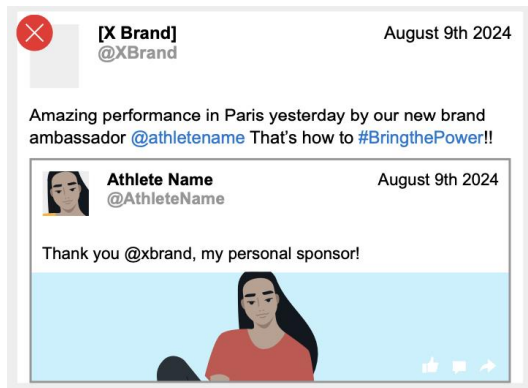 [X Brand] August 9th 2024
@XBrand
Amazing performance in Paris yesterday by our new brand
ambassador @athletename That's how to #BringthePower!!
Athlete Name August 9th 2024
@AthleteName
Thank you @xbrand, my personal sponsor!